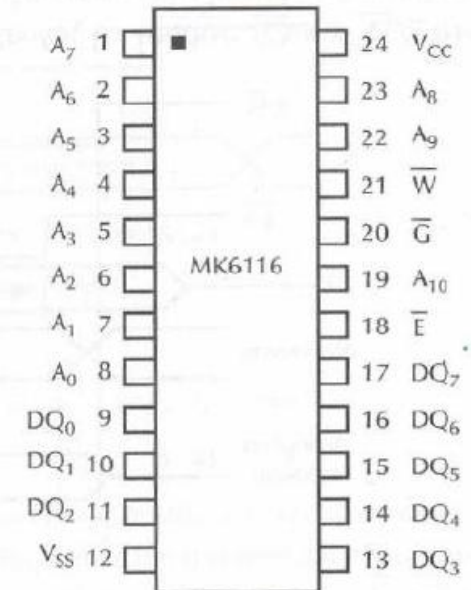 A₇ 1 24 V_CC
A₆ 2 23 A₈
A₅ 3 22 A₉
A₄ 4 21 W̅
A₃ 5 20 G̅
MK6116
A₂ 6 19 A₁₀
A₁ 7 18 E̅
A₀ 8 17 DQ₇
DQ₀ 9 16 DQ₆
DQ₁ 10 15 DQ₅
DQ₂ 11 14 DQ₄
V_SS 12 13 DQ₃